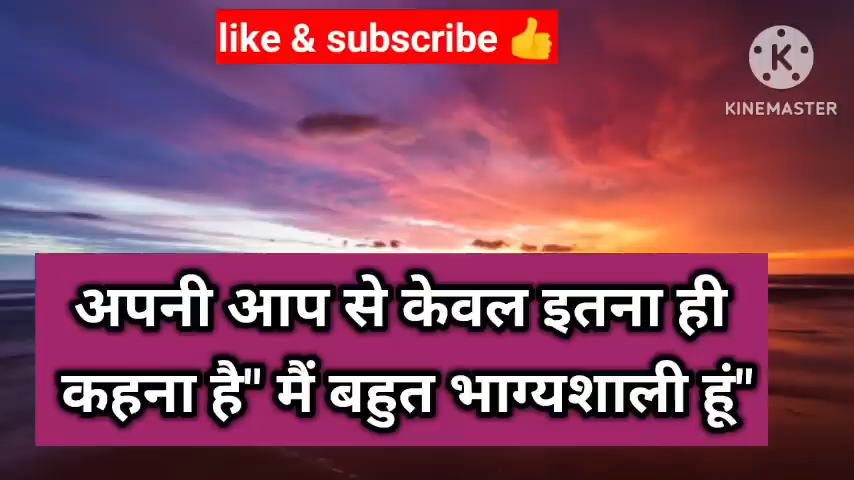 like & subscribe 👍
KINEMASTER
अपनी आप से केवल इतना ही
कहना है" मैं बहुत भाग्यशाली हूं"